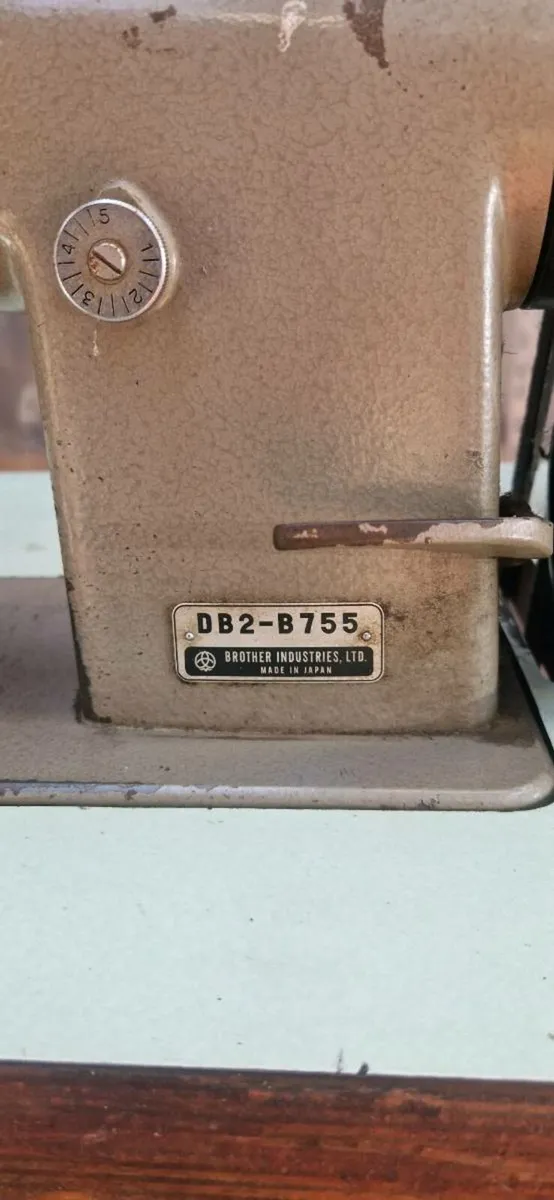 5
4 1
3 2
DB2-B755
BROTHER INDUSTRIES, LTD.
MADE IN JAPAN